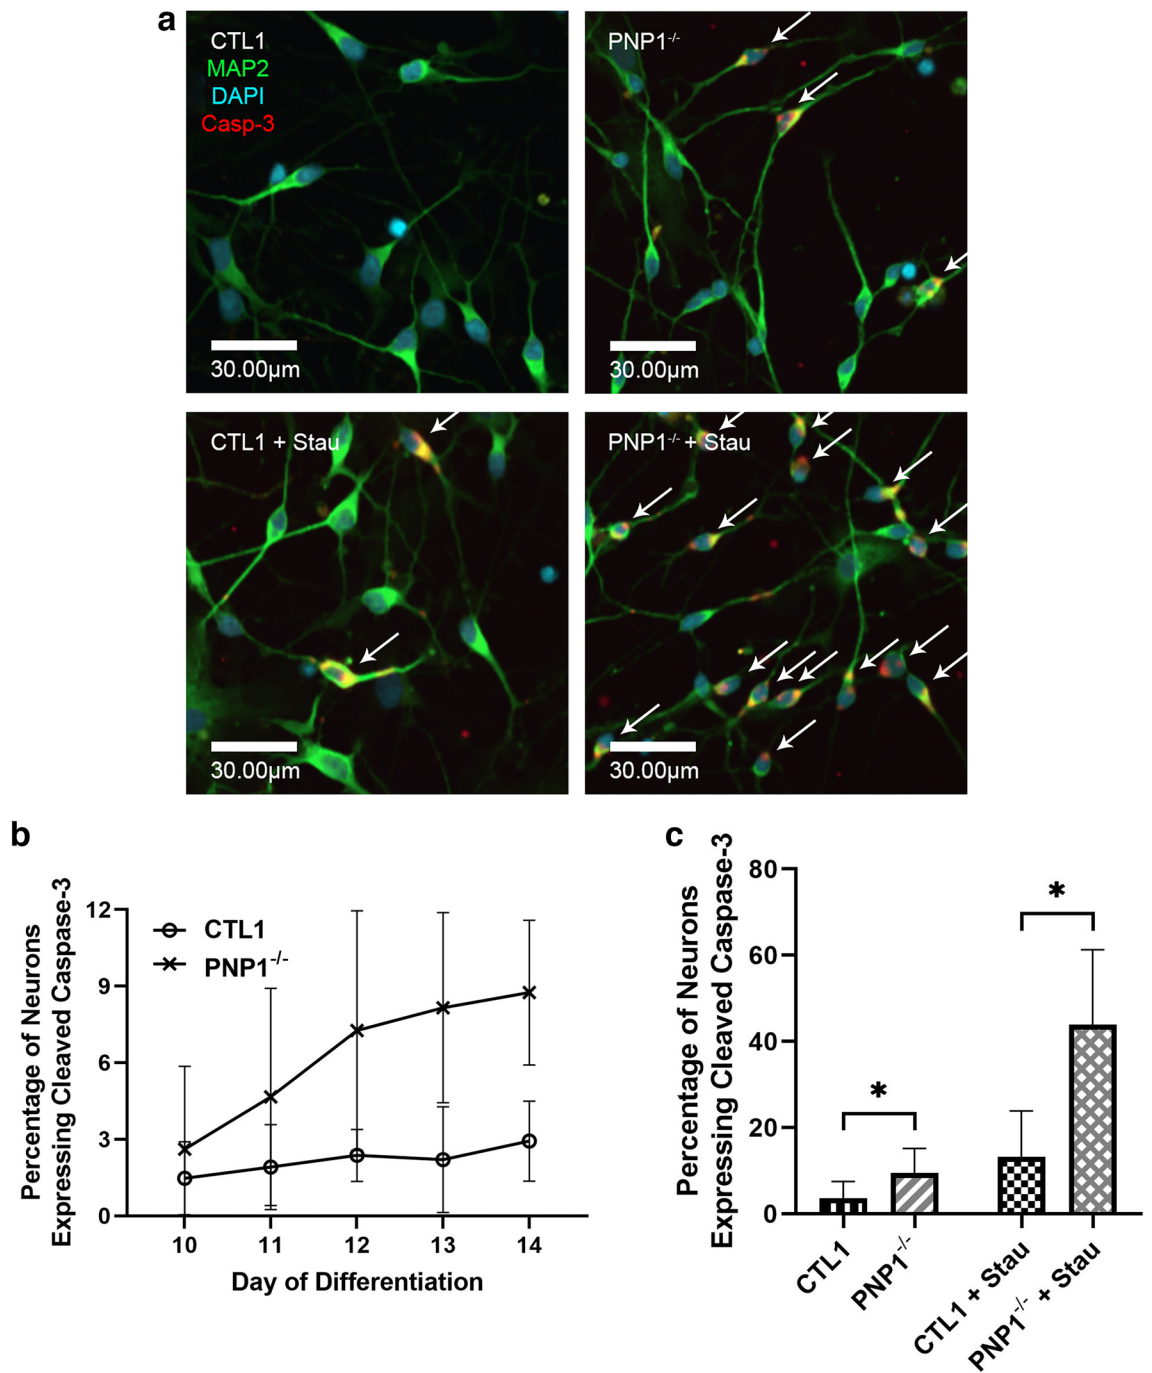 a
CTL1
MAP2
DAPI
Casp-3
30.00µm
PNP1-/-
30.00µm
CTL1 + Stau
30.00µm
PNP1-/- + Stau
30.00µm
b
Percentage of Neurons
Expressing Cleaved Caspase-3
12
9
6
3
0
CTL1
PNP1-/-
10 11 12 13 14
Day of Differentiation
c
Percentage of Neurons
Expressing Cleaved Caspase-3
80
60
40
20
0
*
*
CTL1
PNP1-/-
CTL1 + Stau
PNP1-/- + Stau